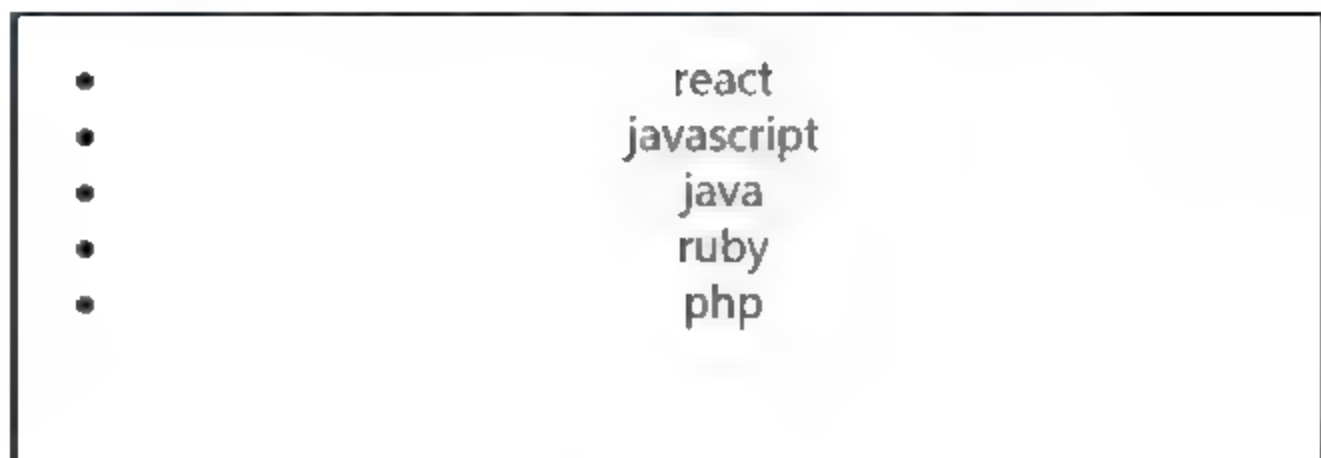 • react
• javascript
• java
• ruby
• php